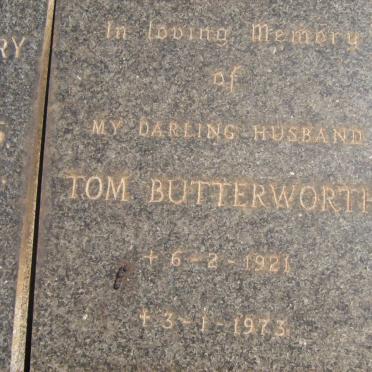 In loving Memory
of
MY DARLING HUSBAND
TOM BUTTERWORTH
+ 6-2-1921
† 3-1-1973